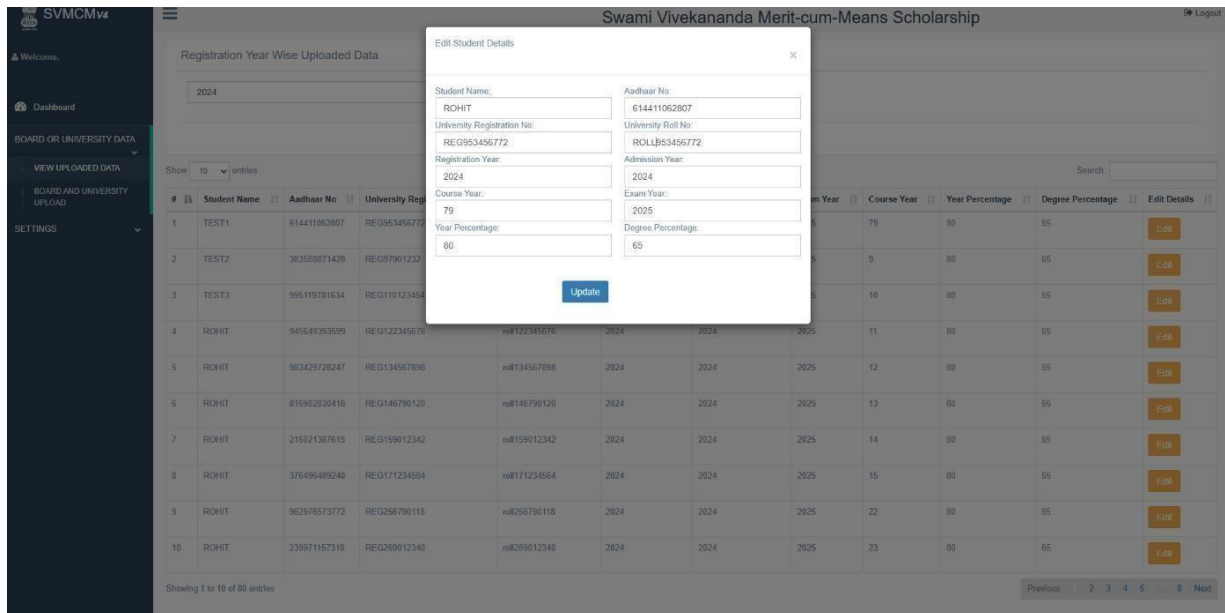 SVMCMV4
Swami Vivekananda Merit-cum-Means Scholarship
Logout
Welcome,
Dashboard
BOARD OR UNIVERSITY DATA
VIEW UPLOADED DATA
BOARD AND UNIVERSITY
UPLOAD
SETTINGS
Registration Year Wise Uploaded Data
2024
Edit Student Details
×
Student Name: Aadhaar No
ROHIT 614411062807
University Registration No: University Roll No:
REG953456772 ROLL953456772
Registration Year: Admission Year:
2024 2024
Course Year: Exam Year:
79 2025
Year Percentage: Degree Percentage:
80 65
Update
Show 10 entries
Search:
# Student Name Aadhaar No University Regi m Year Course Year Year Percentage Degree Percentage Edit Details
1 TEST1 614411062807 REG953456772 5 79 80 65 Edit
2 TEST2 383508871420 REG97901232 5 9 80 65 Edit
3 TEST3 995119781634 REG110123454 5 10 80 65 Edit
4 ROHIT 945649393599 REG122345676 roll122345676 2024 2024 2025 11 80 65 Edit
5 ROHIT 983429728247 REG134567898 roll134567898 2024 2024 2025 12 80 65 Edit
6 ROHIT 816902830416 REG146790120 roll146790120 2024 2024 2025 13 80 65 Edit
7 ROHIT 216021387615 REG159012342 roll159012342 2024 2024 2025 14 80 65 Edit
8 ROHIT 376496489240 REG171234564 roll171234564 2024 2024 2025 15 80 65 Edit
9 ROHIT 962976573772 REG256790118 roll256790118 2024 2024 2025 22 80 65 Edit
10 ROHIT 239971157310 REG269012340 roll269012340 2024 2024 2025 23 80 65 Edit
Showing 1 to 10 of 80 entries
Previous 2 3 4 5 ... 8 Next